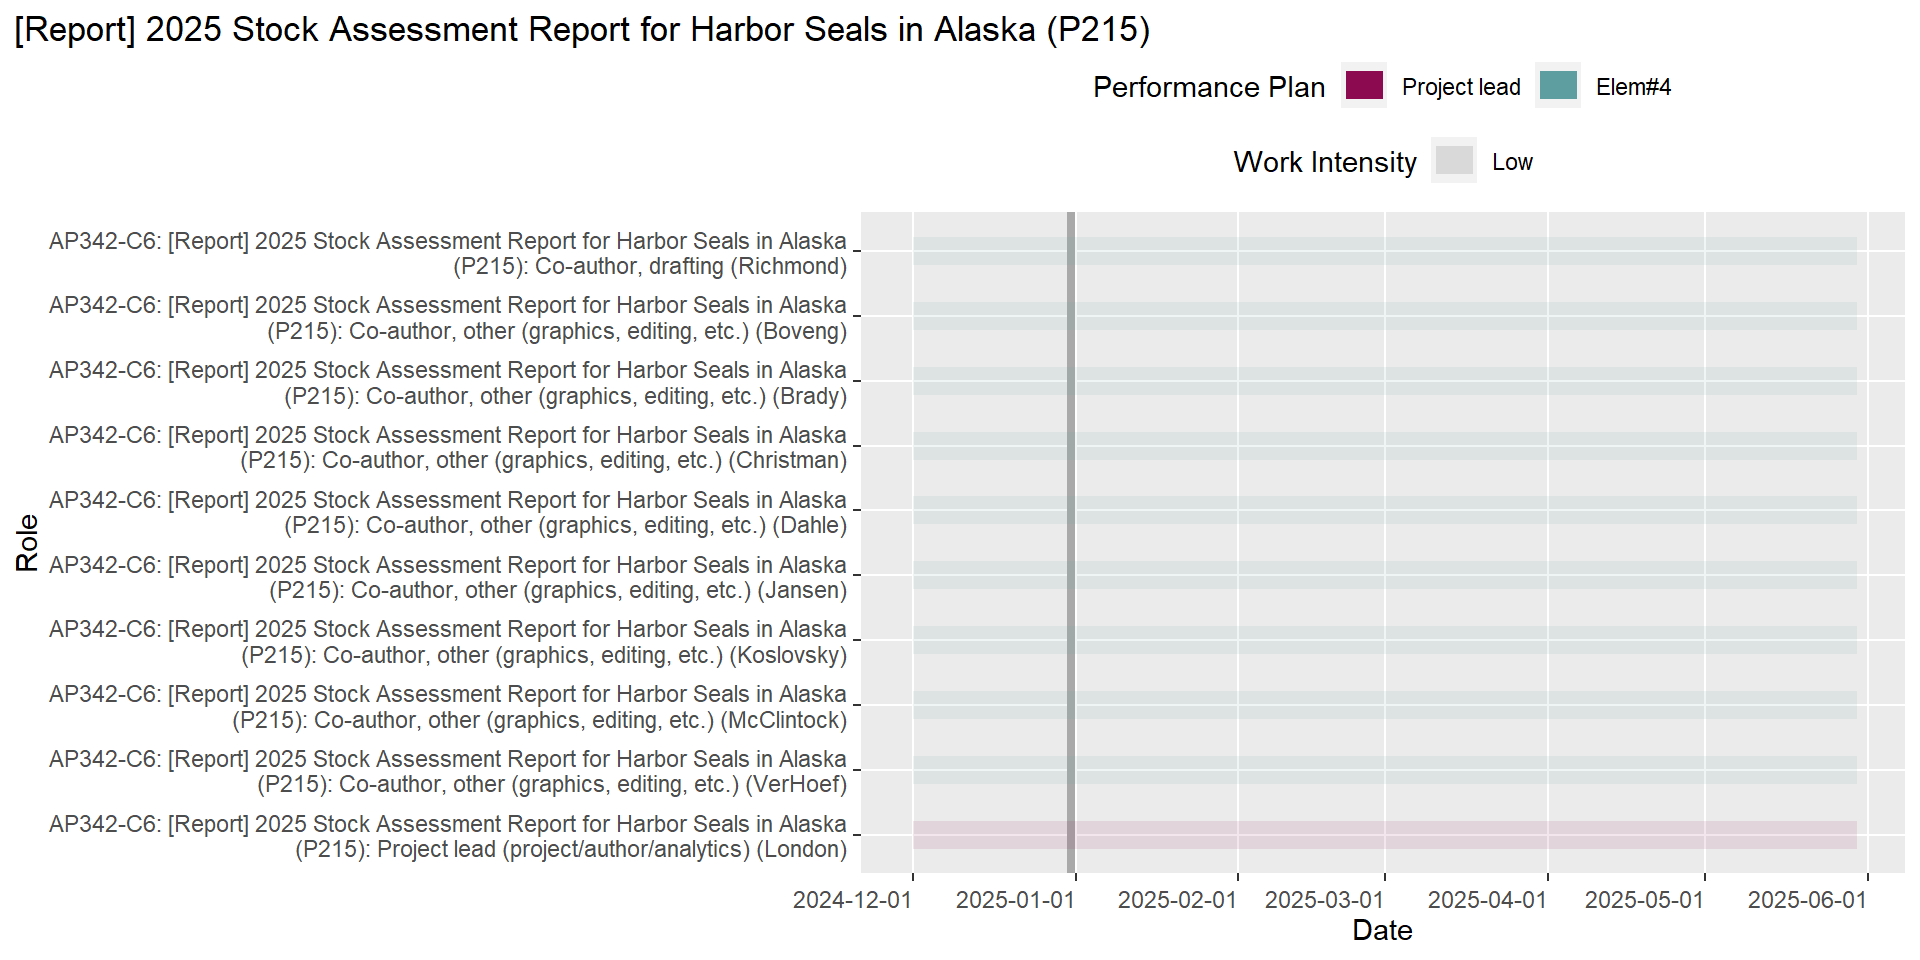 [Report] 2025 Stock Assessment Report for Harbor Seals in Alaska (P215)
Performance Plan Project lead Elem#4
Work Intensity Low
AP342-C6: [Report] 2025 Stock Assessment Report for Harbor Seals in Alaska
(P215): Co-author, drafting (Richmond)
AP342-C6: [Report] 2025 Stock Assessment Report for Harbor Seals in Alaska
(P215): Co-author, other (graphics, editing, etc.) (Boveng)
AP342-C6: [Report] 2025 Stock Assessment Report for Harbor Seals in Alaska
(P215): Co-author, other (graphics, editing, etc.) (Brady)
AP342-C6: [Report] 2025 Stock Assessment Report for Harbor Seals in Alaska
(P215): Co-author, other (graphics, editing, etc.) (Christman)
AP342-C6: [Report] 2025 Stock Assessment Report for Harbor Seals in Alaska
(P215): Co-author, other (graphics, editing, etc.) (Dahle)
AP342-C6: [Report] 2025 Stock Assessment Report for Harbor Seals in Alaska
(P215): Co-author, other (graphics, editing, etc.) (Jansen)
AP342-C6: [Report] 2025 Stock Assessment Report for Harbor Seals in Alaska
(P215): Co-author, other (graphics, editing, etc.) (Koslovsky)
AP342-C6: [Report] 2025 Stock Assessment Report for Harbor Seals in Alaska
(P215): Co-author, other (graphics, editing, etc.) (McClintock)
AP342-C6: [Report] 2025 Stock Assessment Report for Harbor Seals in Alaska
(P215): Co-author, other (graphics, editing, etc.) (VerHoef)
AP342-C6: [Report] 2025 Stock Assessment Report for Harbor Seals in Alaska
(P215): Project lead (project/author/analytics) (London)
Role
2024-12-01 2025-01-01 2025-02-01 2025-03-01 2025-04-01 2025-05-01 2025-06-01
Date